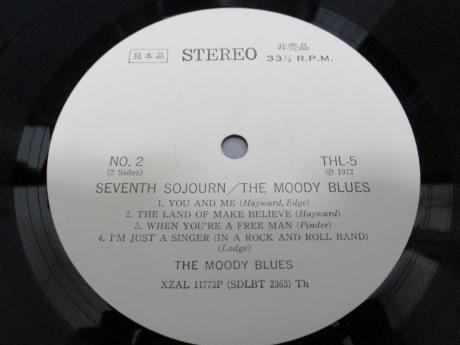 見本品 STEREO 非売品
33⅓ R.P.M.
NO. 2 THL-5
(2 Sides) Ⓟ 1972
SEVENTH SOJOURN/THE MOODY BLUES
1. YOU AND ME (Hayward, Edge)
2. THE LAND OF MAKE BELIEVE (Hayward)
3. WHEN YOU'RE A FREE MAN (Pinder)
4. I'M JUST A SINGER (IN A ROCK AND ROLL BAND)
(Lodge)
THE MOODY BLUES
XZAL 11773P (SDLBT 2363) Th